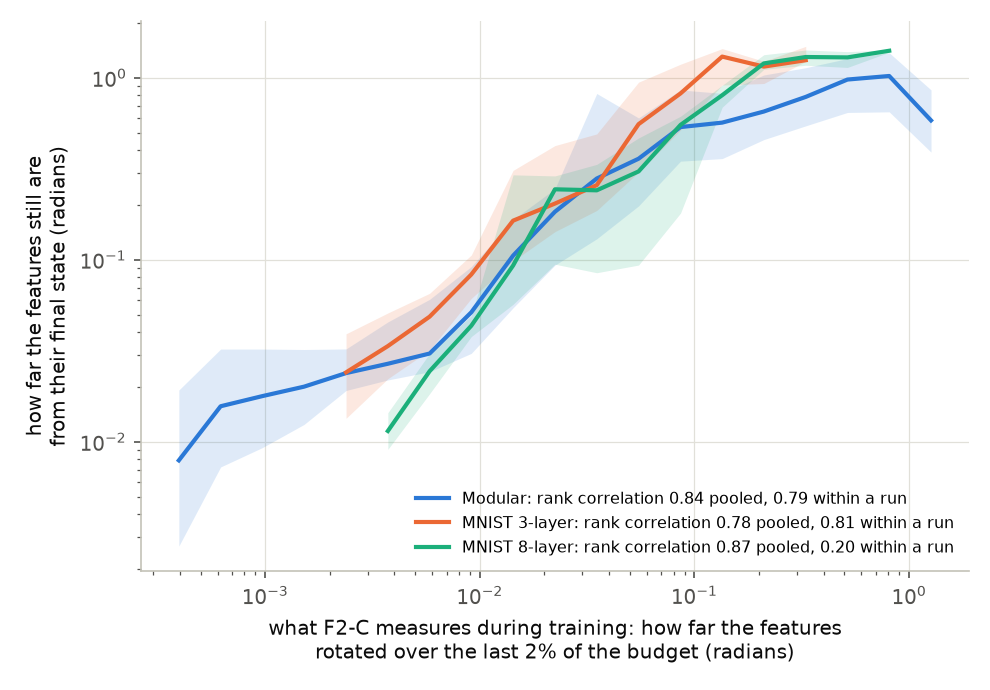 how far the features still are
from their final state (radians)
10⁰
10⁻¹
10⁻²
Modular: rank correlation 0.84 pooled, 0.79 within a run
MNIST 3-layer: rank correlation 0.78 pooled, 0.81 within a run
MNIST 8-layer: rank correlation 0.87 pooled, 0.20 within a run
10⁻³ 10⁻² 10⁻¹ 10⁰
what F2-C measures during training: how far the features
rotated over the last 2% of the budget (radians)